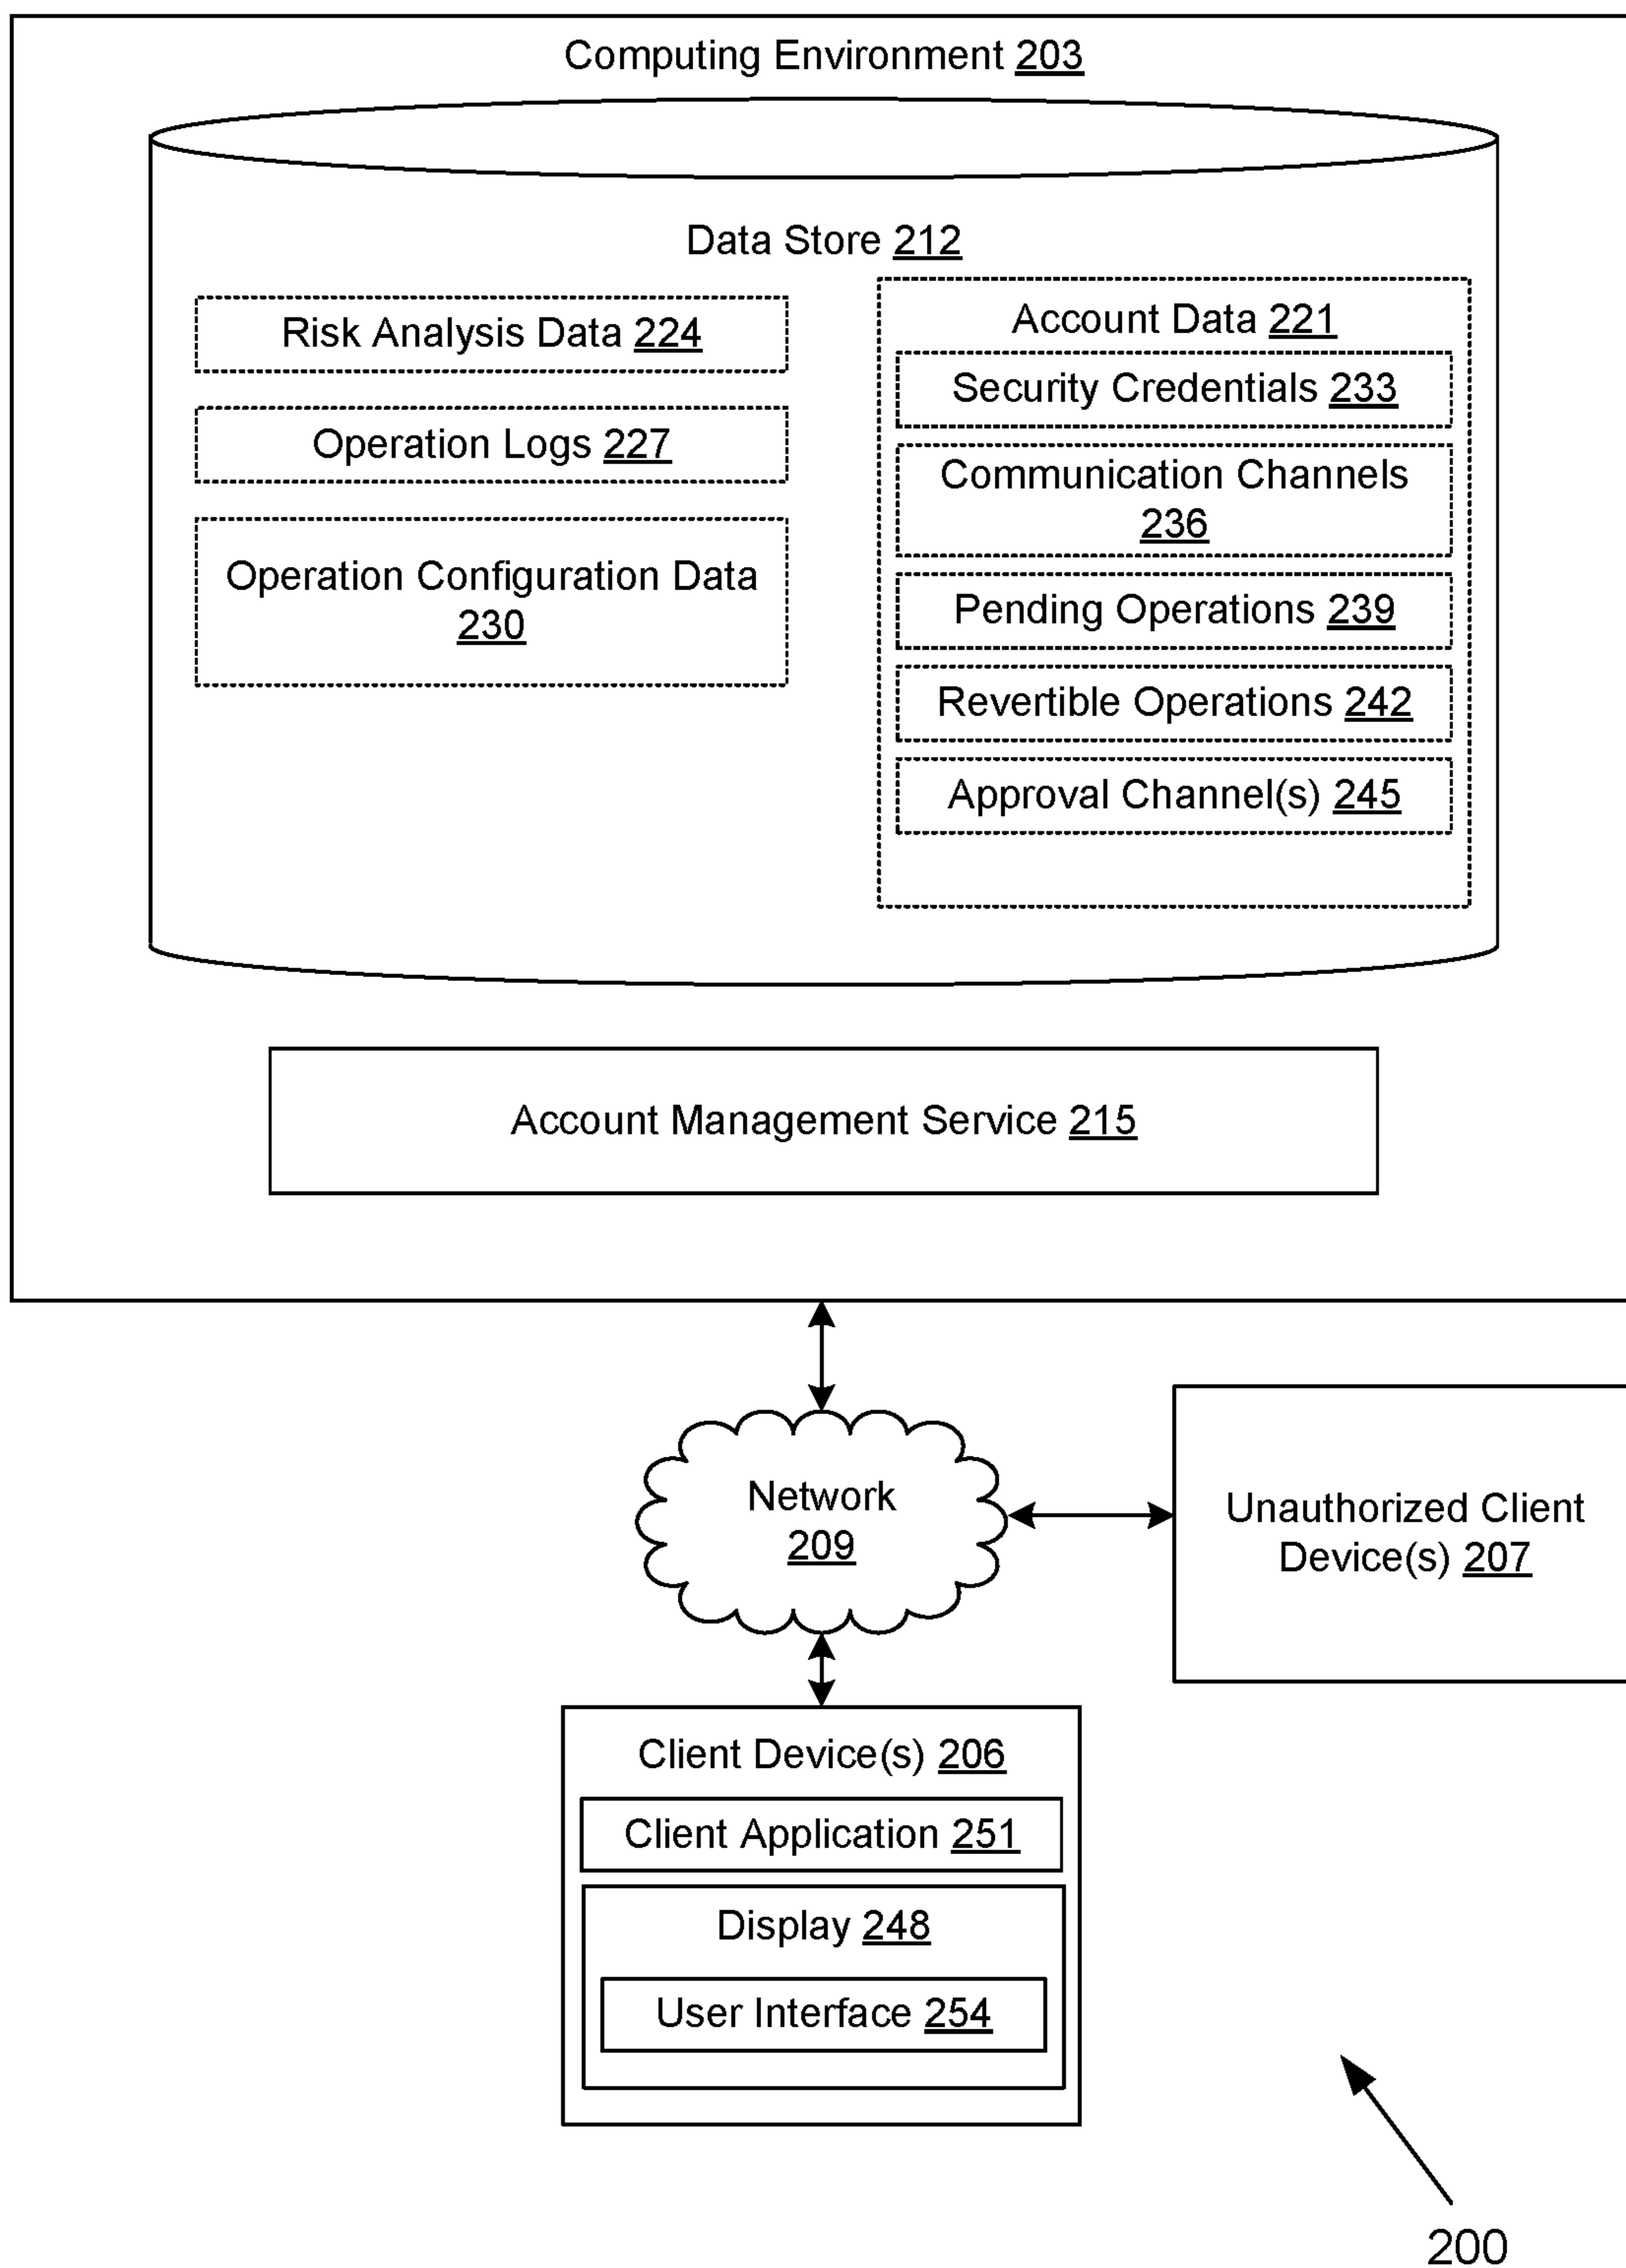 Computing Environment 203
Data Store 212
Risk Analysis Data 224
Operation Logs 227
Operation Configuration Data
230
Account Data 221
Security Credentials 233
Communication Channels
236
Pending Operations 239
Revertible Operations 242
Approval Channel(s) 245
Account Management Service 215
Network
209
Unauthorized Client
Device(s) 207
Client Device(s) 206
Client Application 251
Display 248
User Interface 254
200